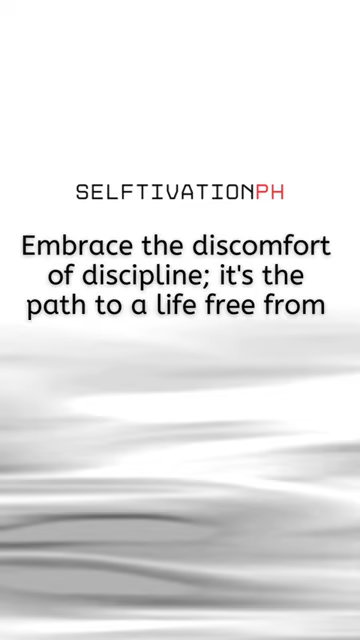 SELFTIVATIONPH
Embrace the discomfort
of discipline; it's the
path to a life free from